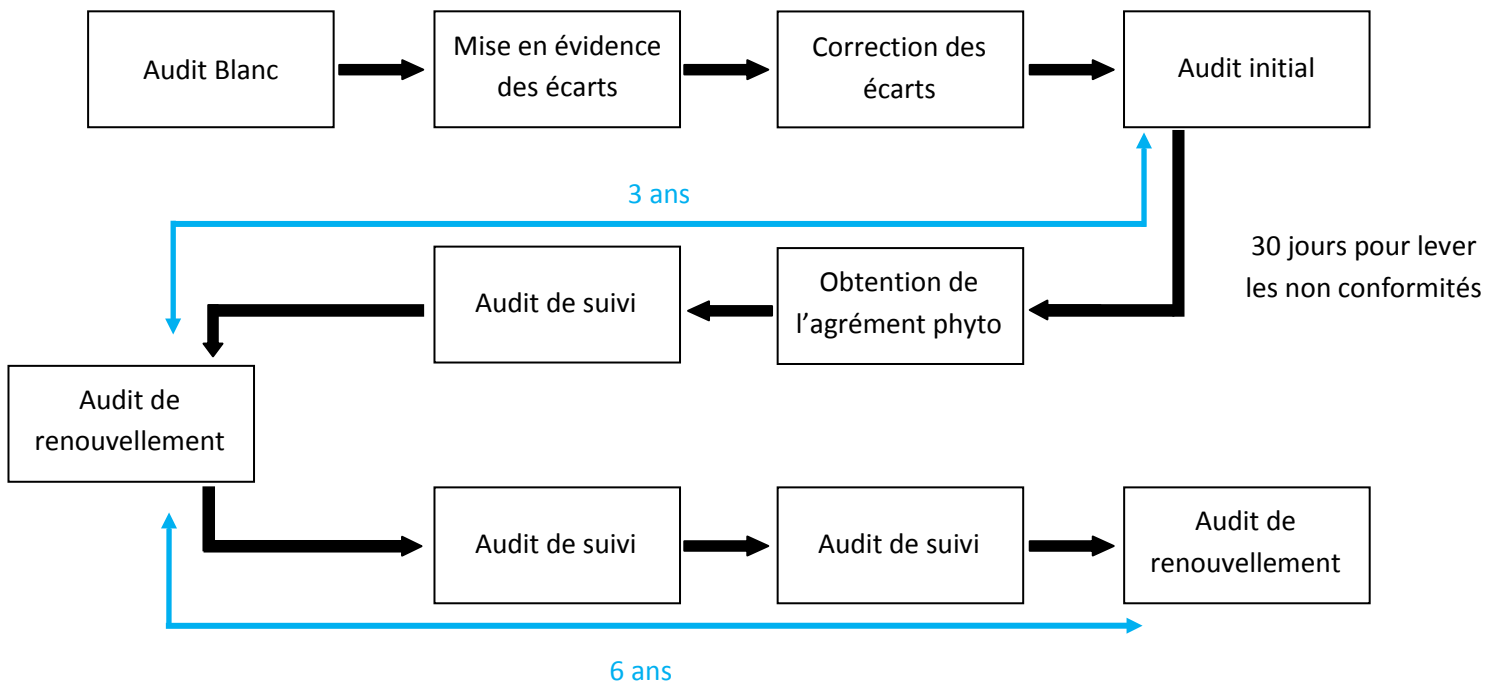 Audit Blanc
Mise en évidence
des écarts
Correction des
écarts
Audit initial
3 ans
30 jours pour lever
les non conformités
Obtention de
l’agrément phyto
Audit de suivi
Audit de
renouvellement
Audit de suivi
Audit de suivi
Audit de
renouvellement
6 ans